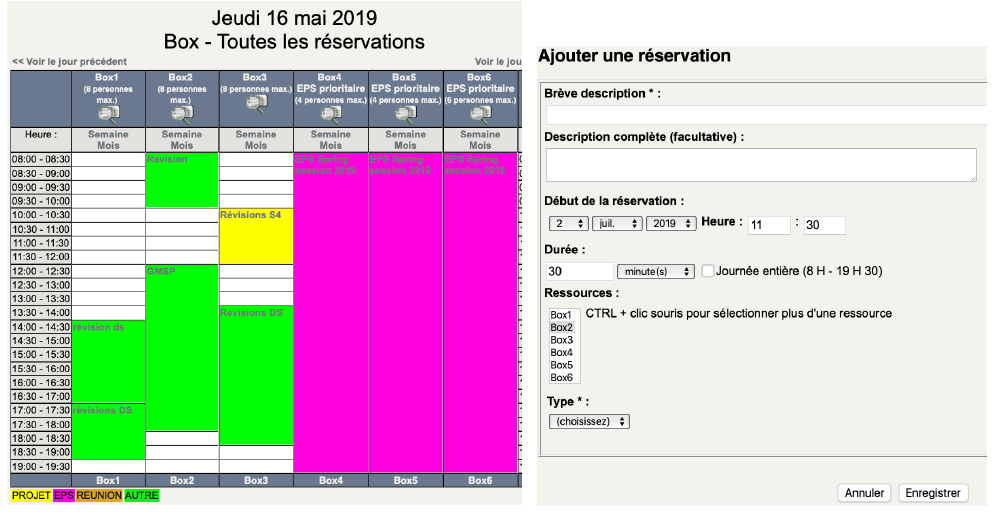 Jeudi 16 mai 2019
Box - Toutes les réservations
<< Voir le jour précédent
Voir le jou
Box1
(8 personnes
max.)
Box2
(8 personnes
max.)
Box3
(8 personnes max.)
Box4
EPS prioritaire
(4 personnes max.)
Box5
EPS prioritaire
(4 personnes max.)
Box6
EPS prioritaire
(6 personnes max.)
Heure :
Semaine
Mois
Semaine
Mois
Semaine
Mois
Semaine
Mois
Semaine
Mois
Semaine
Mois
08:00 - 08:30 Revision EPS Spring EPS Spring EPS Spring
08:30 - 09:00 session 2019 session 2019 session 2019
09:00 - 09:30
09:30 - 10:00
10:00 - 10:30 Révisions S4
10:30 - 11:00
11:00 - 11:30
11:30 - 12:00
12:00 - 12:30 GMSP
12:30 - 13:00
13:00 - 13:30
13:30 - 14:00 Révisions DS
14:00 - 14:30 révision ds
14:30 - 15:00
15:00 - 15:30
15:30 - 16:00
16:00 - 16:30
16:30 - 17:00
17:00 - 17:30 révisions DS
17:30 - 18:00
18:00 - 18:30
18:30 - 19:00
19:00 - 19:30
Box1 Box2 Box3 Box4 Box5 Box6
PROJET EPS REUNION AUTRE
Ajouter une réservation
Brève description * :
Description complète (facultative) :
Début de la réservation :
2 juil. 2019 Heure : 11 : 30
Durée :
30 minute(s) Journée entière (8 H - 19 H 30)
Ressources :
Box1 CTRL + clic souris pour sélectionner plus d'une ressource
Box2
Box3
Box4
Box5
Box6
Type * :
(choisissez)
Annuler Enregistrer